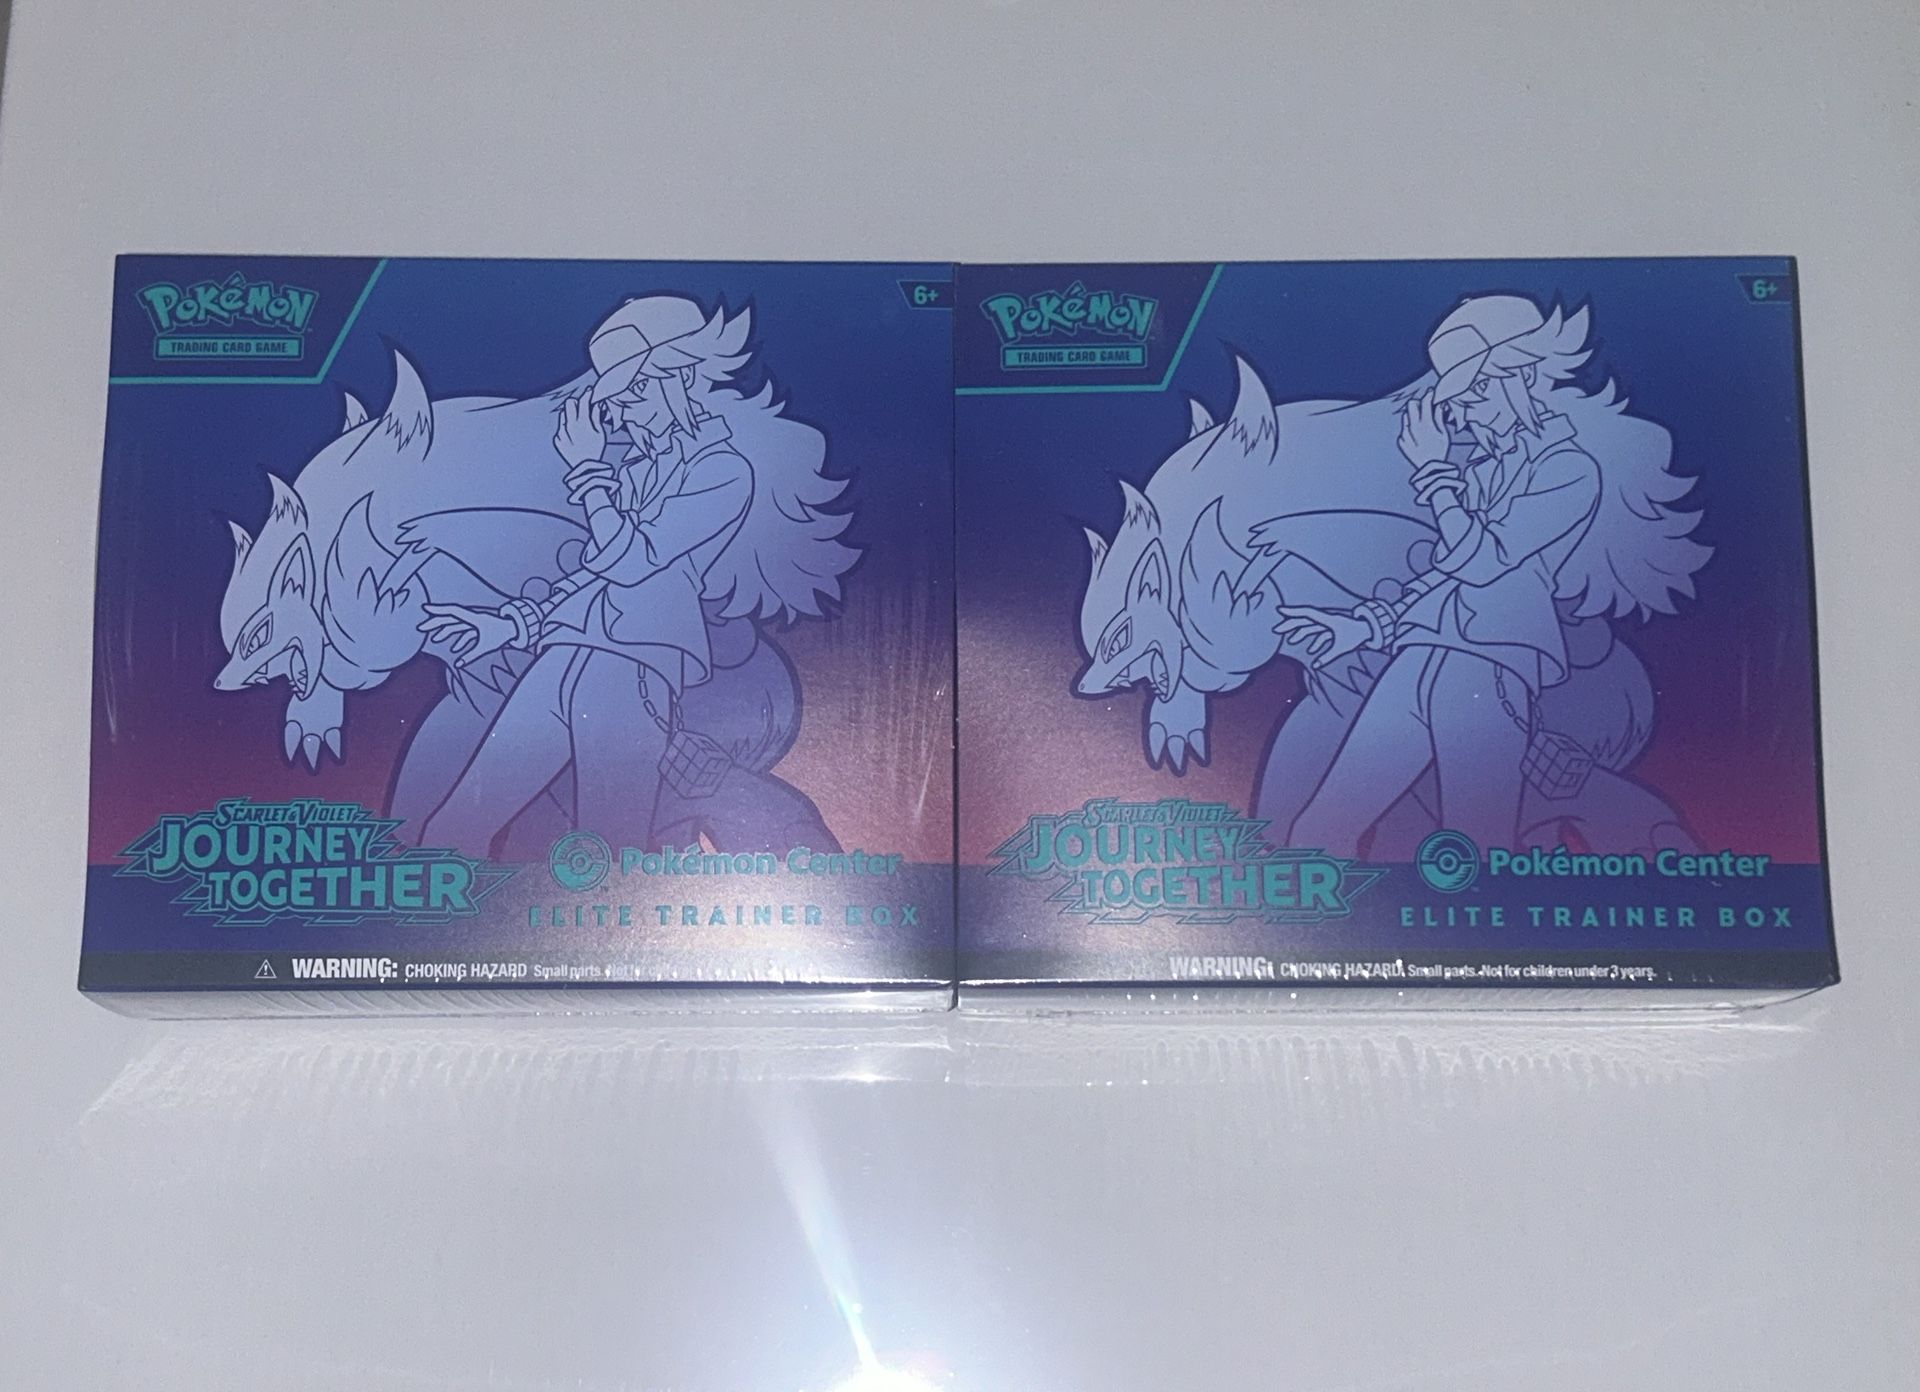 Pokémon
TRADING CARD GAME
6+
SCARLET & VIOLET
JOURNEY
TOGETHER
Pokémon Center
ELITE TRAINER BOX
WARNING: CHOKING HAZARD Small parts. Not for
Pokémon
TRADING CARD GAME
6+
SCARLET & VIOLET
JOURNEY
TOGETHER
Pokémon Center
ELITE TRAINER BOX
WARNING: CHOKING HAZARD. Small parts. Not for children under 3 years.